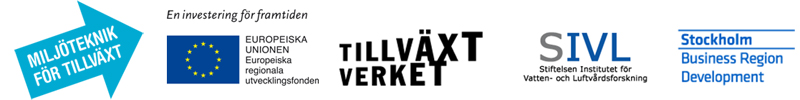 MILJÖTEKNIK
FÖR TILLVÄXT
En investering för framtiden
EUROPEISKA
UNIONEN
Europeiska
regionala
utvecklingsfonden
TILLVÄXT
VERKET
SIVL
Stiftelsen Institutet för
Vatten- och Luftvårdsforskning
Stockholm
Business Region
Development